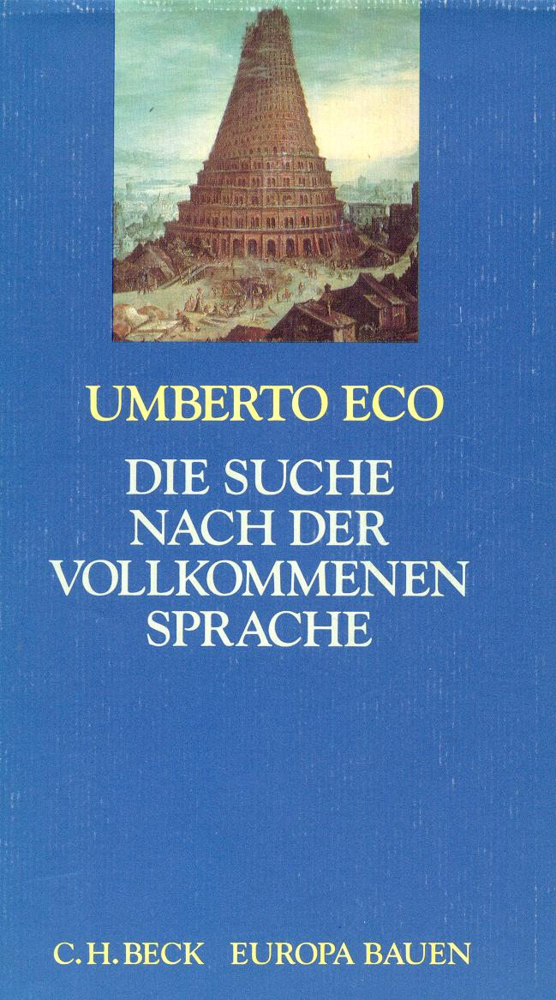 UMBERTO ECO
DIE SUCHE
NACH DER
VOLLKOMMENEN
SPRACHE
C.H.BECK EUROPA BAUEN